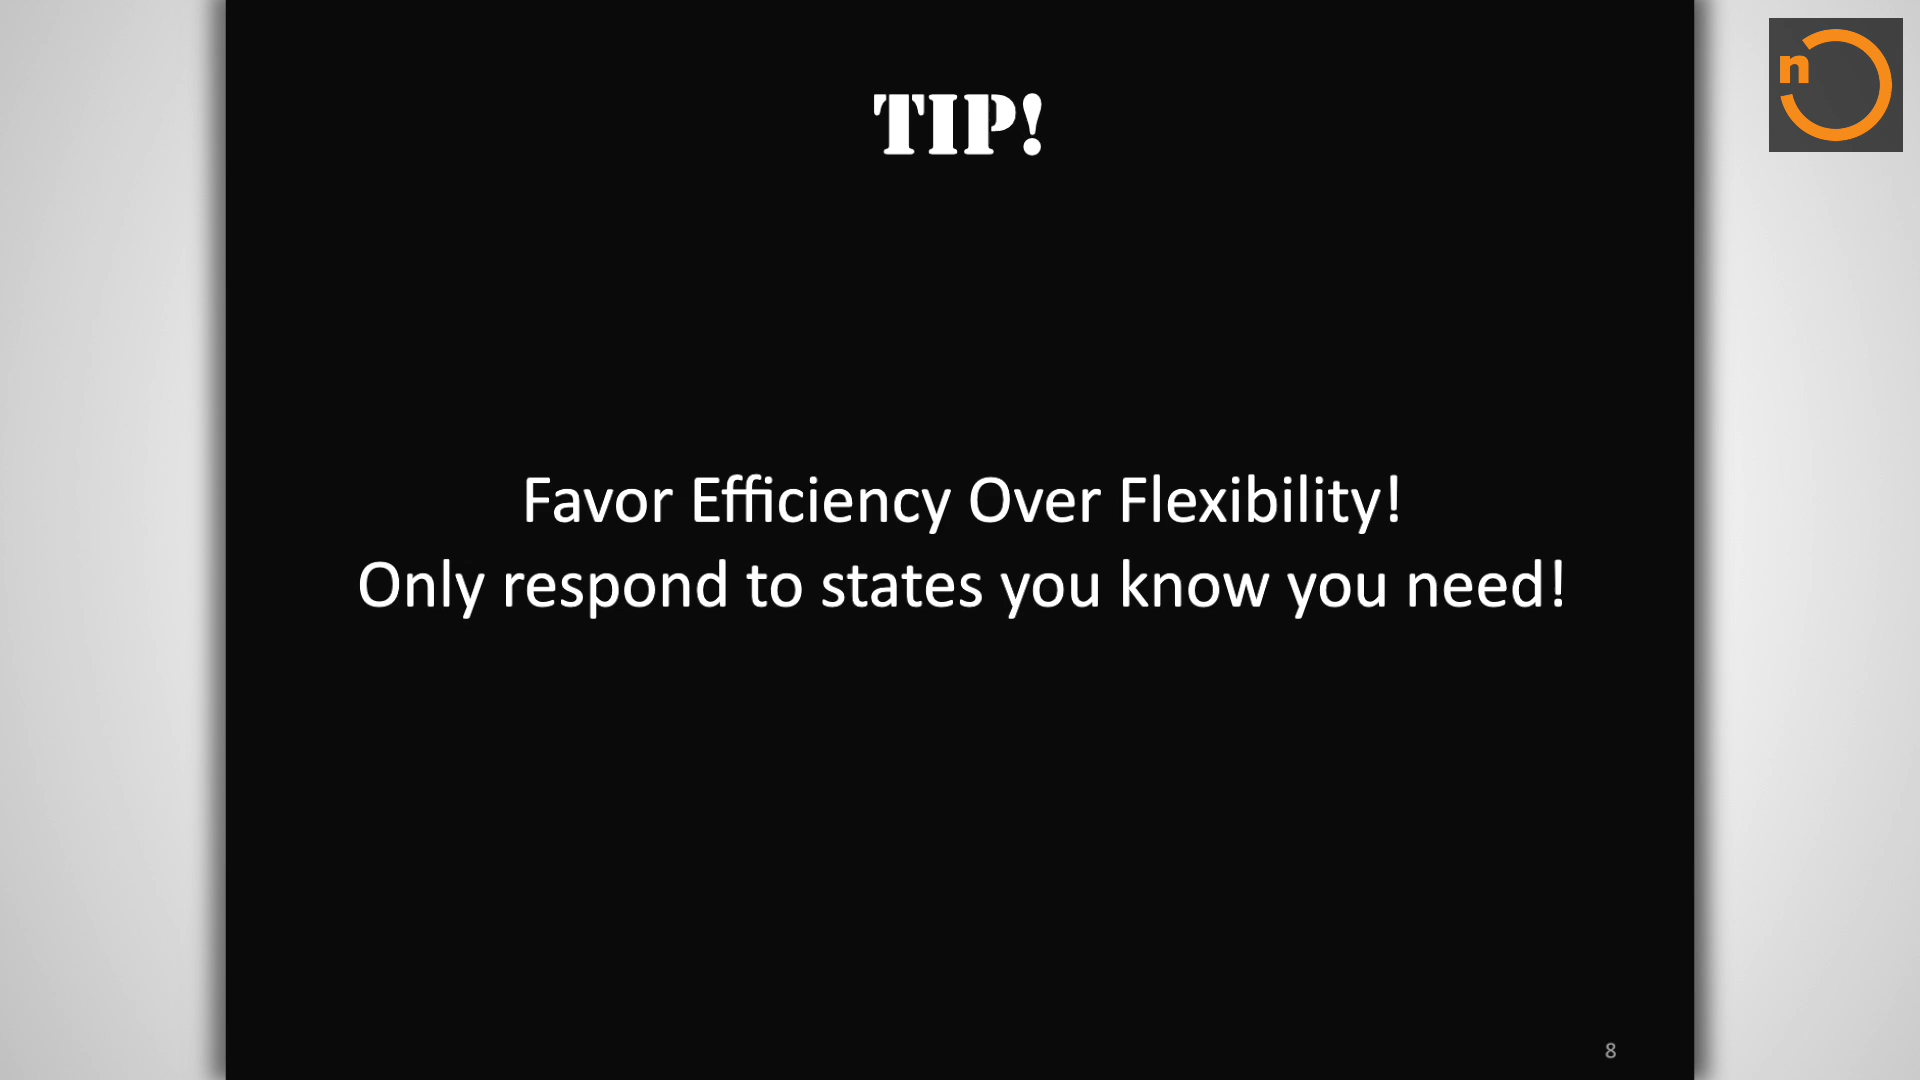 n
TIP!
Favor Efficiency Over Flexibility!
Only respond to states you know you need!
8